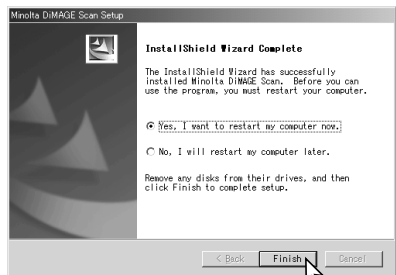 Minolta DiMAGE Scan Setup
InstallShield Wizard Complete
The InstallShield Wizard has successfully
installed Minolta DiMAGE Scan. Before you can
use the program, you must restart your computer.
Yes, I want to restart my computer now.
No, I will restart my computer later.
Remove any disks from their drives, and then
click Finish to complete setup.
< Back Finish Cancel